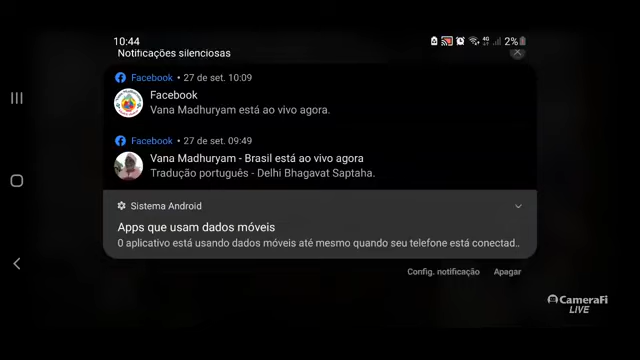 10:44
4G
2%
Notificações silenciosas
Facebook • 27 de set. 10:09
Facebook
Vana Madhuryam está ao vivo agora.
Facebook • 27 de set. 09:49
Vana Madhuryam - Brasil está ao vivo agora
Tradução português - Delhi Bhagavat Saptaha.
Sistema Android
Apps que usam dados móveis
0 aplicativo está usando dados móveis até mesmo quando seu telefone está conectad..
Config. notificação
Apagar
CameraFi
LIVE